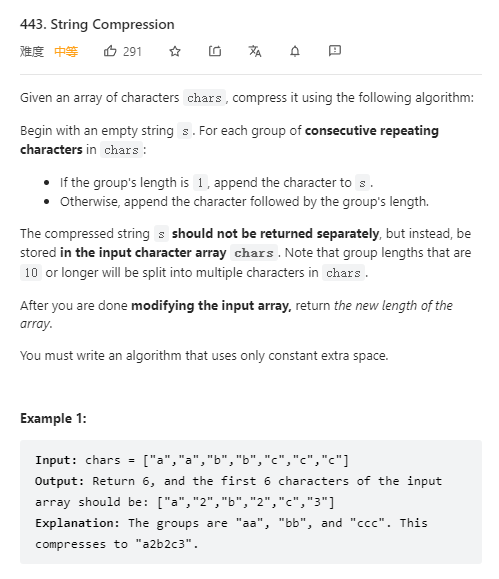 443. String Compression
难度 中等 291
Given an array of characters chars, compress it using the following algorithm:
Begin with an empty string s. For each group of consecutive repeating
characters in chars:
• If the group's length is 1, append the character to s.
• Otherwise, append the character followed by the group's length.
The compressed string s should not be returned separately, but instead, be
stored in the input character array chars. Note that group lengths that are
10 or longer will be split into multiple characters in chars.
After you are done modifying the input array, return the new length of the
array.
You must write an algorithm that uses only constant extra space.
Example 1:
Input: chars = ["a","a","b","b","c","c","c"]
Output: Return 6, and the first 6 characters of the input
array should be: ["a","2","b","2","c","3"]
Explanation: The groups are "aa", "bb", and "ccc". This
compresses to "a2b2c3".